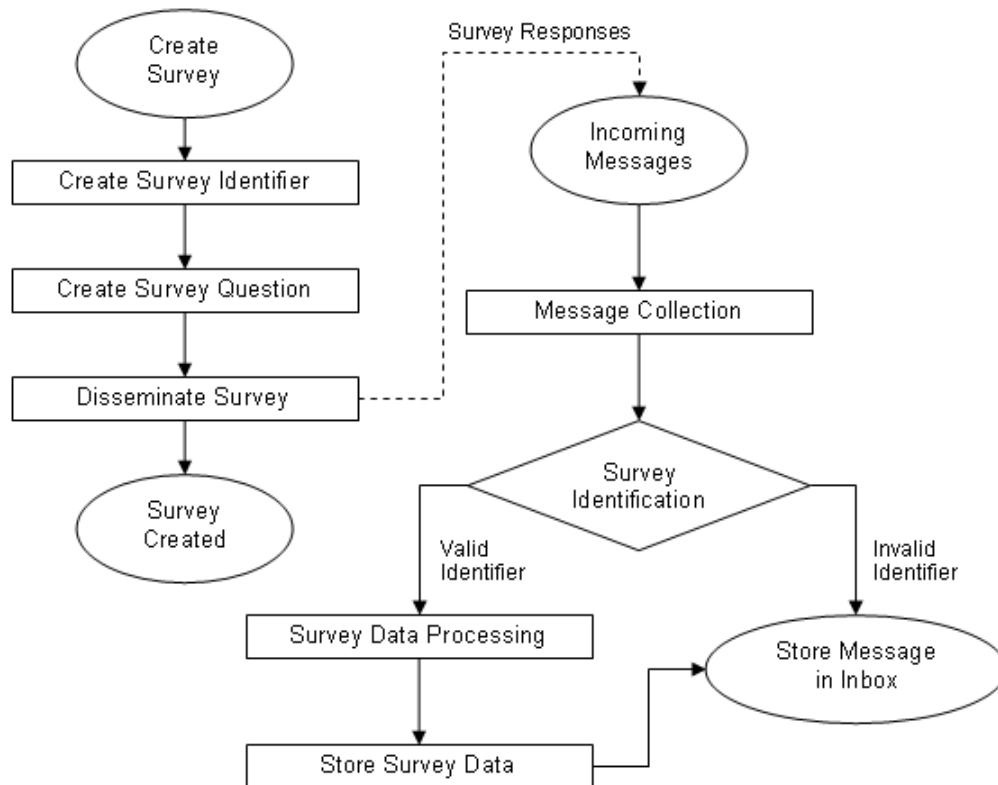 Create
Survey
Create Survey Identifier
Create Survey Question
Disseminate Survey
Survey
Created
Survey Responses
Incoming
Messages
Message Collection
Survey
Identification
Valid
Identifier
Invalid
Identifier
Survey Data Processing
Store Survey Data
Store Message
in Inbox